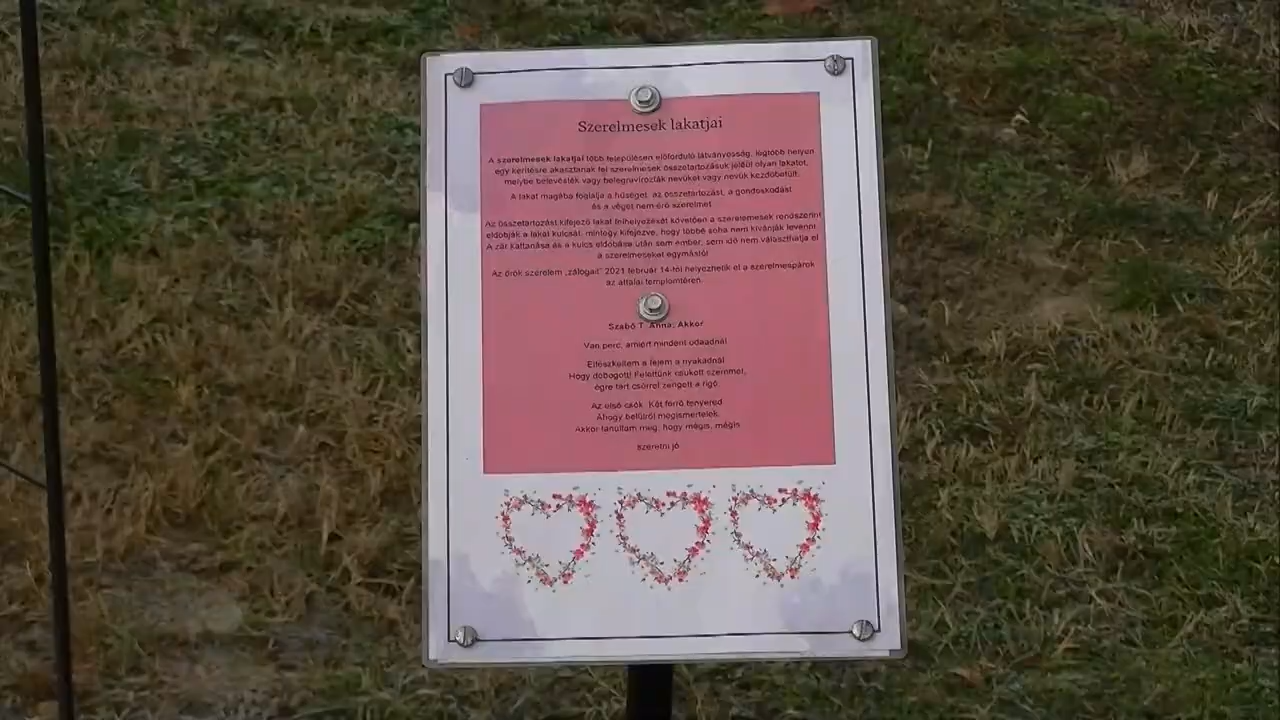 Szerelmesek lakatjai
A szerelmesek lakatjai több településen előforduló látványosság, legtöbb helyen
egy kerítésre akasztanak fel szerelmesek összetartozásuk jeléül olyan lakatot,
melybe belevésték vagy belegravírozták nevüket vagy nevük kezdőbetűit.
A lakat magába foglalja a hűséget, az összetartozást, a gondoskodást
és a véget nem érő szerelmet.
Az összetartozást kifejező lakat felhelyezését követően a szerelemesek rendszerint
eldobják a lakat kulcsát, mintegy kifejezve, hogy többé soha nem kívánják levenni.
A zár kattanása és a kulcs eldobása után sem ember, sem idő nem választhatja el
a szerelmeseket egymástól.
Az örök szerelem „zálogait" 2021 február 14-től helyezhetik el a szerelmespárok
az attalai templomtéren.
Szabó T. Anna: Akkor
Van perc, amiért mindent odaadnál
Elfészkeltem a fejem a nyakadnál
Hogy dobogott! Felettünk csukott szemmel,
égre tárt csőrrel zengett a rigó.
Az első csók. Két forró tenyered.
Ahogy belülről megismertelek.
Akkor tanultam meg, hogy mégis, mégis
szeretni jó